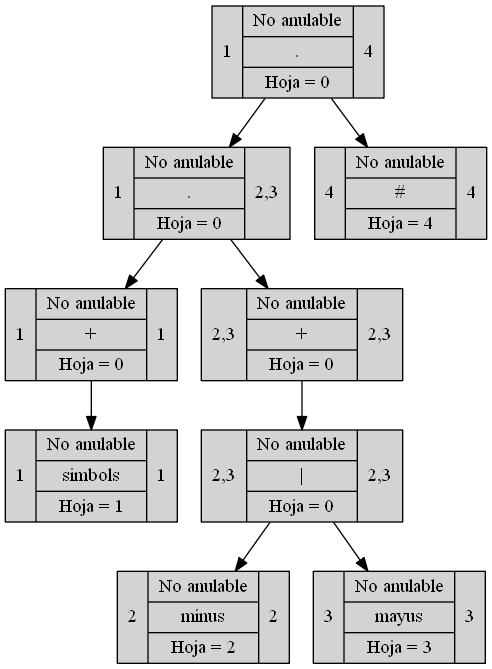 No anulable
1 . 4
Hoja = 0
No anulable No anulable
1 . 2,3 4 # 4
Hoja = 0 Hoja = 4
No anulable No anulable
1 + 1 2,3 + 2,3
Hoja = 0 Hoja = 0
No anulable No anulable
1 simbols 1 2,3 | 2,3
Hoja = 1 Hoja = 0
No anulable No anulable
2 minus 2 3 mayus 3
Hoja = 2 Hoja = 3